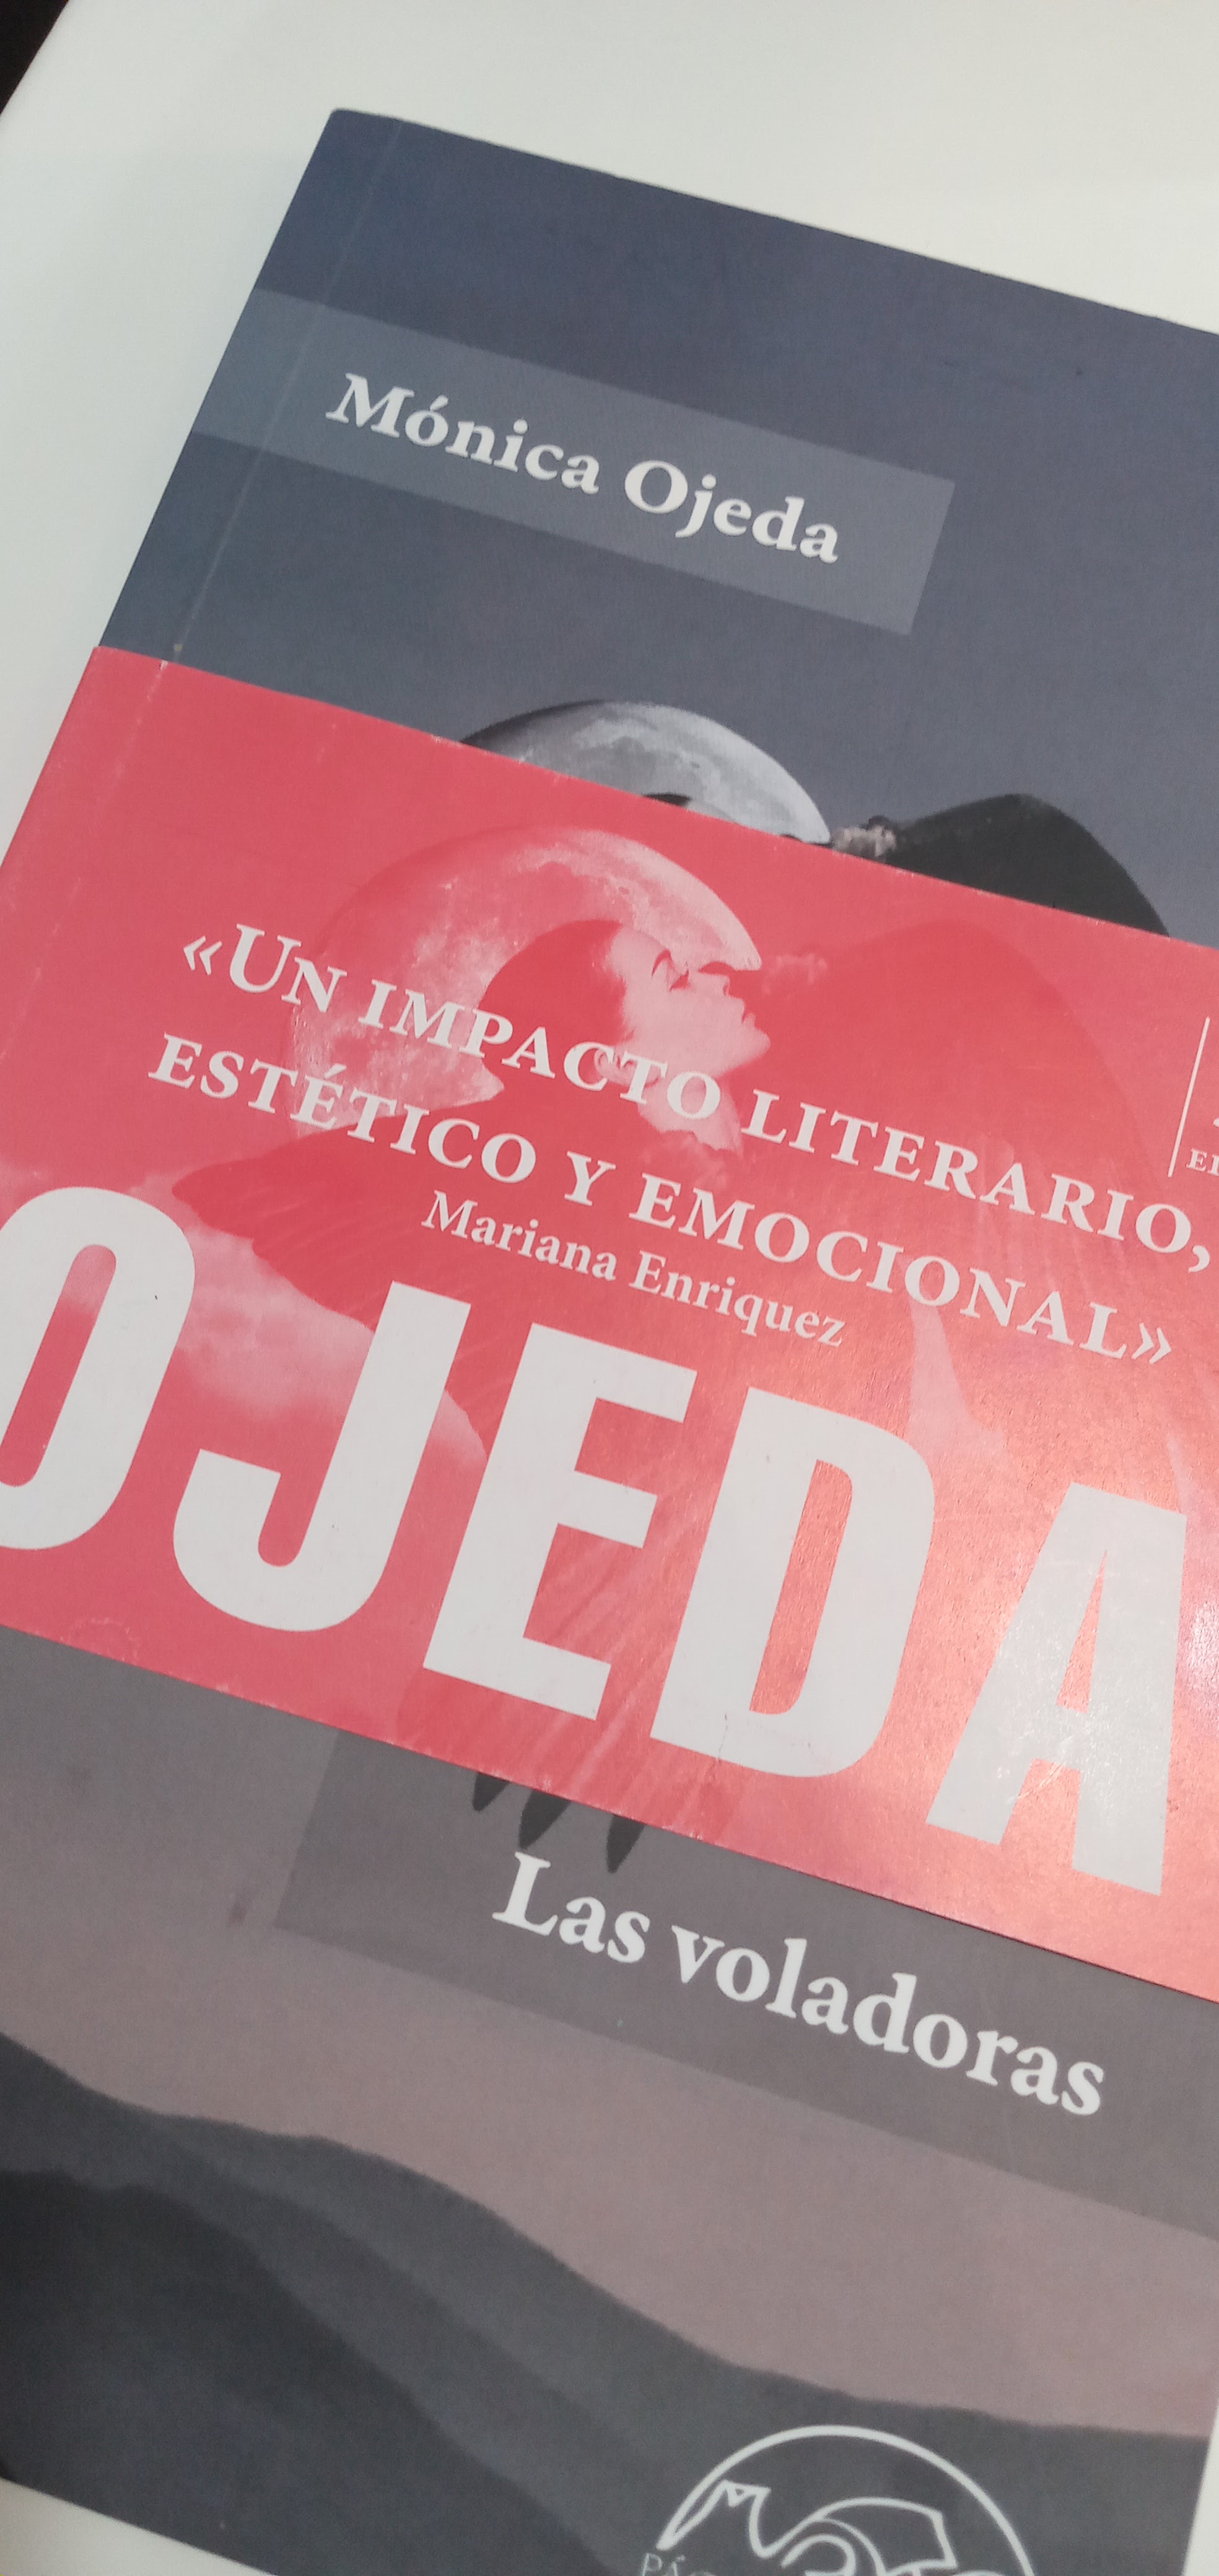 Mónica Ojeda
«UN IMPACTO LITERARIO,
ESTÉTICO Y EMOCIONAL»
Mariana Enriquez
OJEDA
Las voladoras